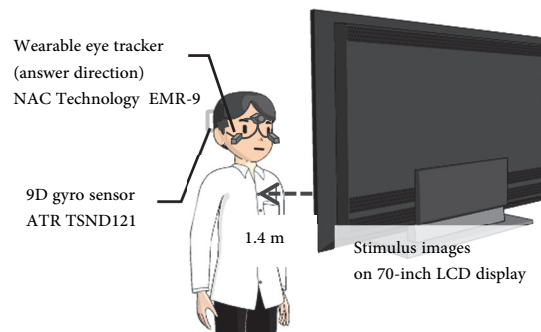 Wearable eye tracker
(answer direction)
NAC Technology EMR-9
9D gyro sensor
ATR TSND121
1.4 m
Stimulus images
on 70-inch LCD display